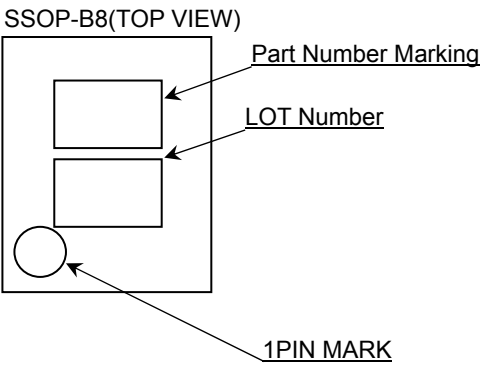 SSOP-B8(TOP VIEW)
Part Number Marking
LOT Number
1PIN MARK